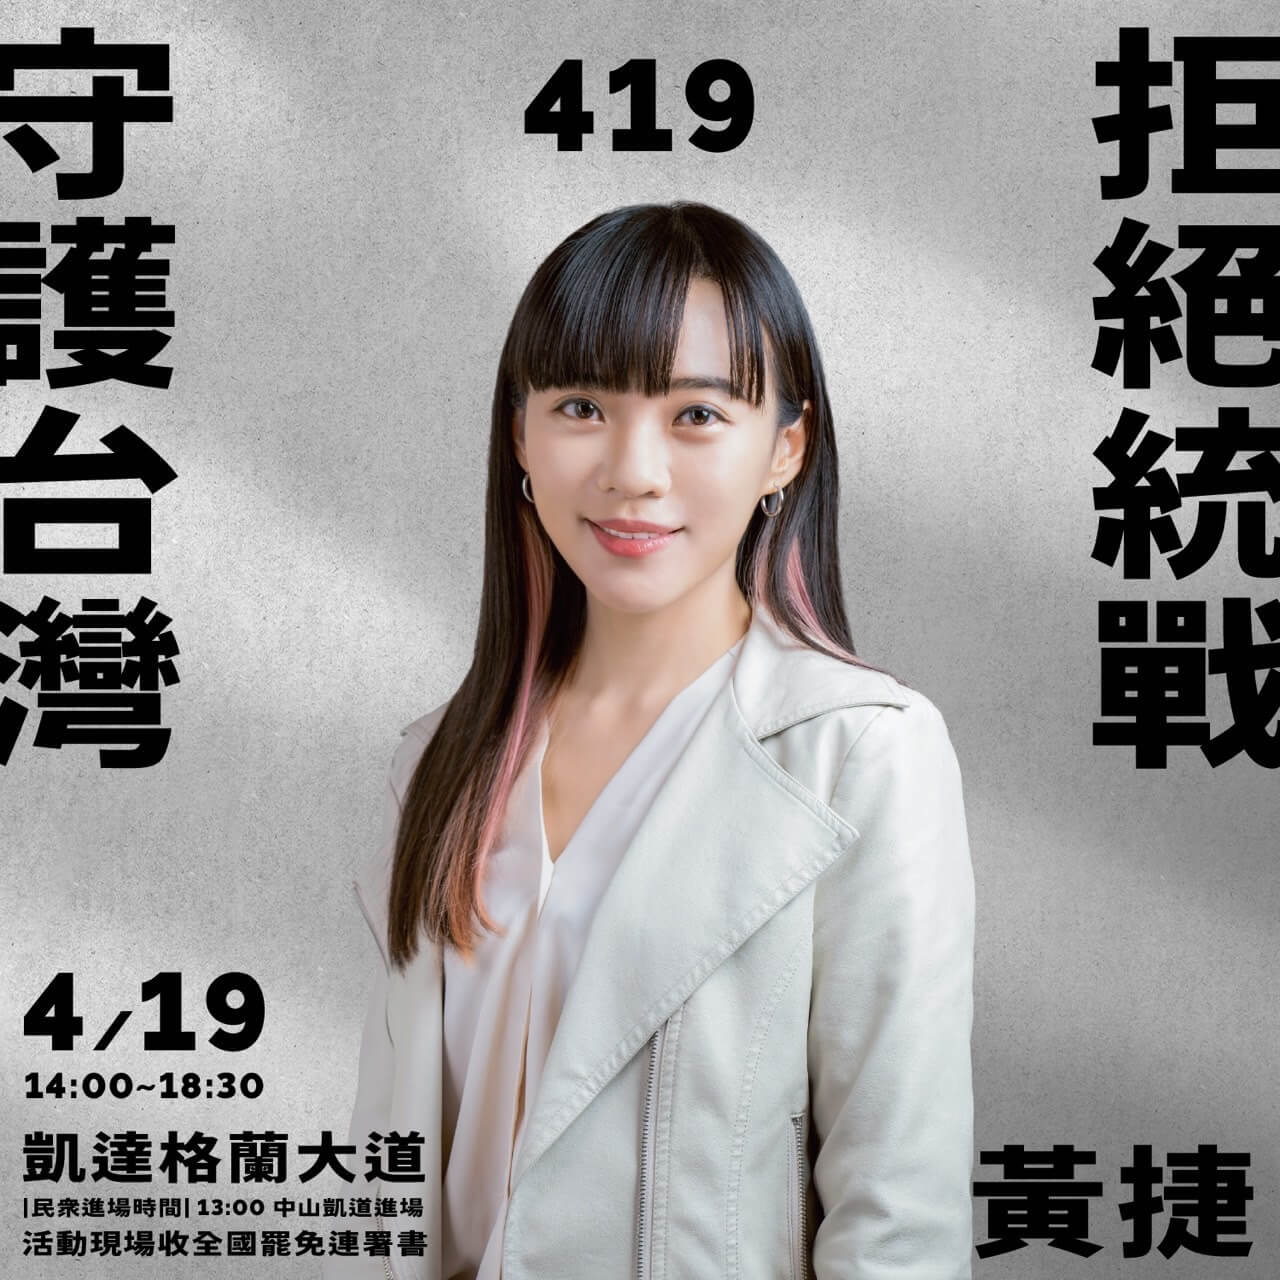 419
拒絕統戰
守護台灣
4/19
14:00~18:30
凱達格蘭大道
|民衆進場時間| 13:00 中山凱道進場
活動現場收全國罷免連署書
黃捷